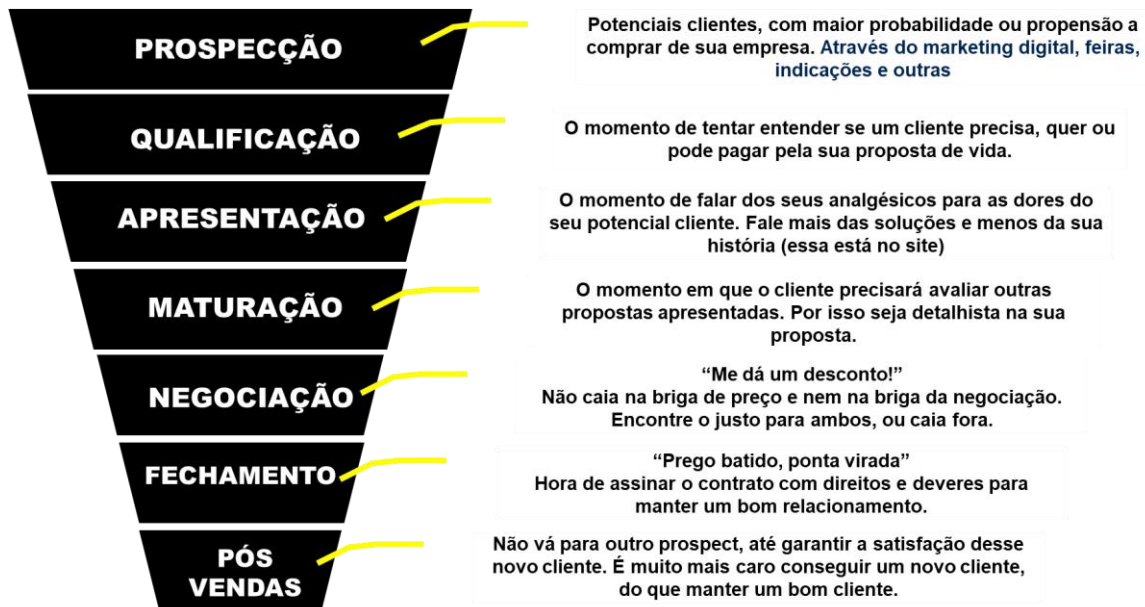 PROSPECÇÃO
Potenciais clientes, com maior probabilidade ou propensão a
comprar de sua empresa. Através do marketing digital, feiras,
indicações e outras
QUALIFICAÇÃO
O momento de tentar entender se um cliente precisa, quer ou
pode pagar pela sua proposta de vida.
APRESENTAÇÃO
O momento de falar dos seus analgésicos para as dores do
seu potencial cliente. Fale mais das soluções e menos da sua
história (essa está no site)
MATURAÇÃO
O momento em que o cliente precisará avaliar outras
propostas apresentadas. Por isso seja detalhista na sua
proposta.
NEGOCIAÇÃO
“Me dá um desconto!”
Não caia na briga de preço e nem na briga da negociação.
Encontre o justo para ambos, ou caia fora.
FECHAMENTO
“Prego batido, ponta virada”
Hora de assinar o contrato com direitos e deveres para
manter um bom relacionamento.
PÓS
VENDAS
Não vá para outro prospect, até garantir a satisfação desse
novo cliente. É muito mais caro conseguir um novo cliente,
do que manter um bom cliente.